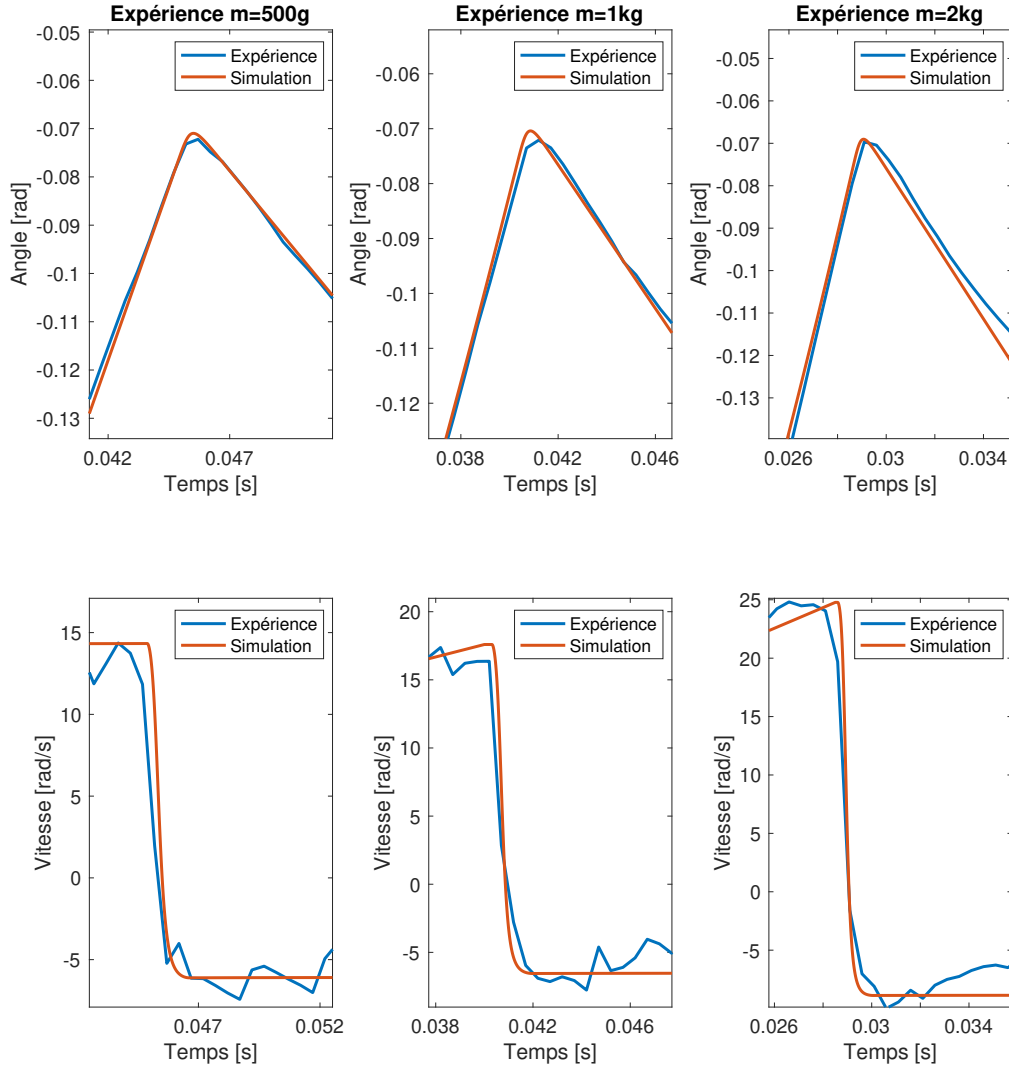 Expérience m=500g
-0.05
-0.06
-0.07
-0.08
-0.09
-0.1
-0.11
-0.12
-0.13
Angle [rad]
Expérience
Simulation
0.042
0.047
Temps [s]
Expérience m=1kg
-0.06
-0.07
-0.08
-0.09
-0.1
-0.11
-0.12
Angle [rad]
Expérience
Simulation
0.038
0.042
0.046
Temps [s]
Expérience m=2kg
-0.05
-0.06
-0.07
-0.08
-0.09
-0.1
-0.11
-0.12
-0.13
Angle [rad]
Expérience
Simulation
0.026
0.03
0.034
Temps [s]
15
10
5
0
-5
Vitesse [rad/s]
Expérience
Simulation
0.047
0.052
Temps [s]
20
15
10
5
0
-5
Vitesse [rad/s]
Expérience
Simulation
0.038
0.042
0.046
Temps [s]
25
20
15
10
5
0
-5
Vitesse [rad/s]
Expérience
Simulation
0.026
0.03
0.034
Temps [s]